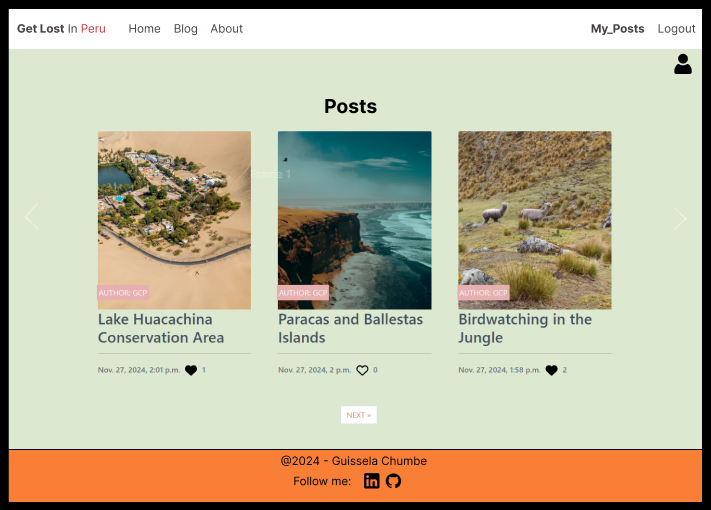 Get Lost In Peru Home Blog About My_Posts Logout
Posts
Frame 1
AUTHOR: GCP AUTHOR: GCP AUTHOR: GCP
Lake Huacachina
Conservation Area
Paracas and Ballestas
Islands
Birdwatching in the
Jungle
Nov. 27, 2024, 2:01 p.m. 1
Nov. 27, 2024, 2 p.m. 0
Nov. 27, 2024, 1:58 p.m. 2
NEXT »
@2024 - Guissela Chumbe
Follow me: